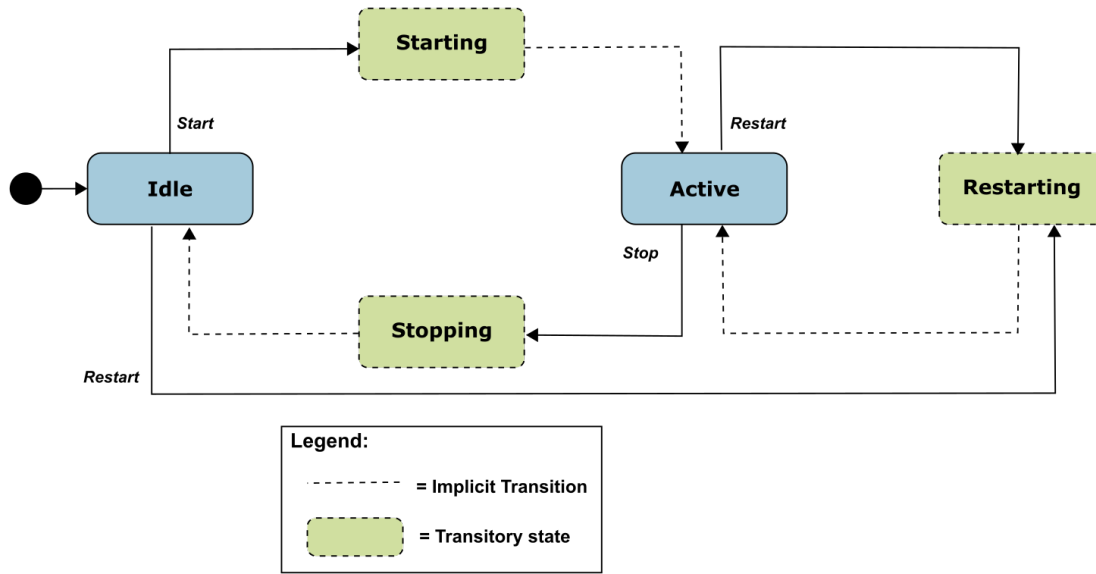 Starting
Start
Restart
Idle
Active
Restarting
Stop
Stopping
Restart
Legend:
= Implicit Transition
= Transitory state